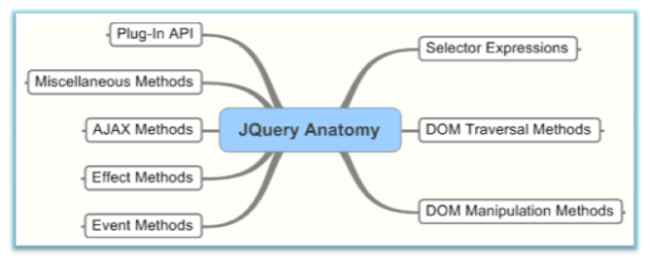 Plug-In API
Miscellaneous Methods
AJAX Methods
Effect Methods
Event Methods
JQuery Anatomy
Selector Expressions
DOM Traversal Methods
DOM Manipulation Methods